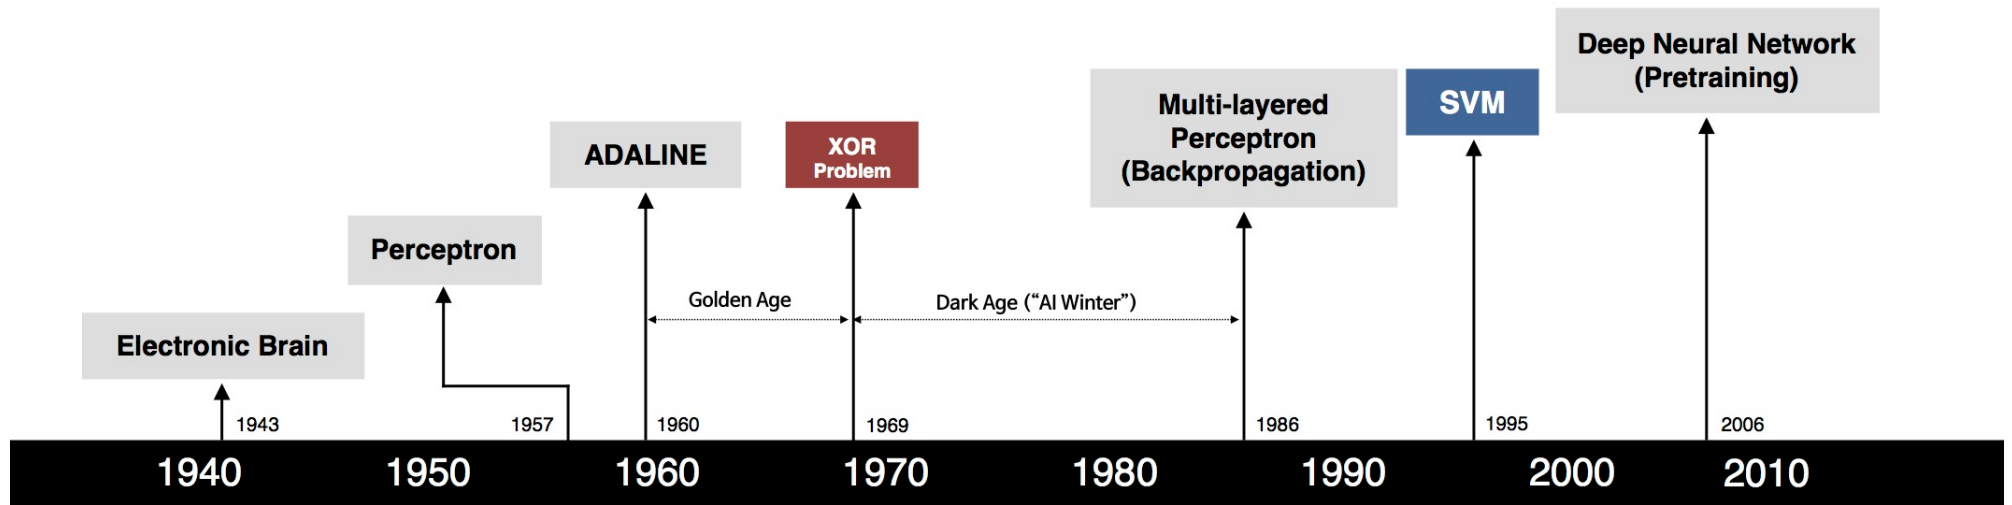 Deep Neural Network
(Pretraining)
Multi-layered
Perceptron
(Backpropagation)
SVM
ADALINE
XOR
Problem
Perceptron
Golden Age
Dark Age (“AI Winter”)
Electronic Brain
1943
1957
1960
1969
1986
1995
2006
1940
1950
1960
1970
1980
1990
2000
2010